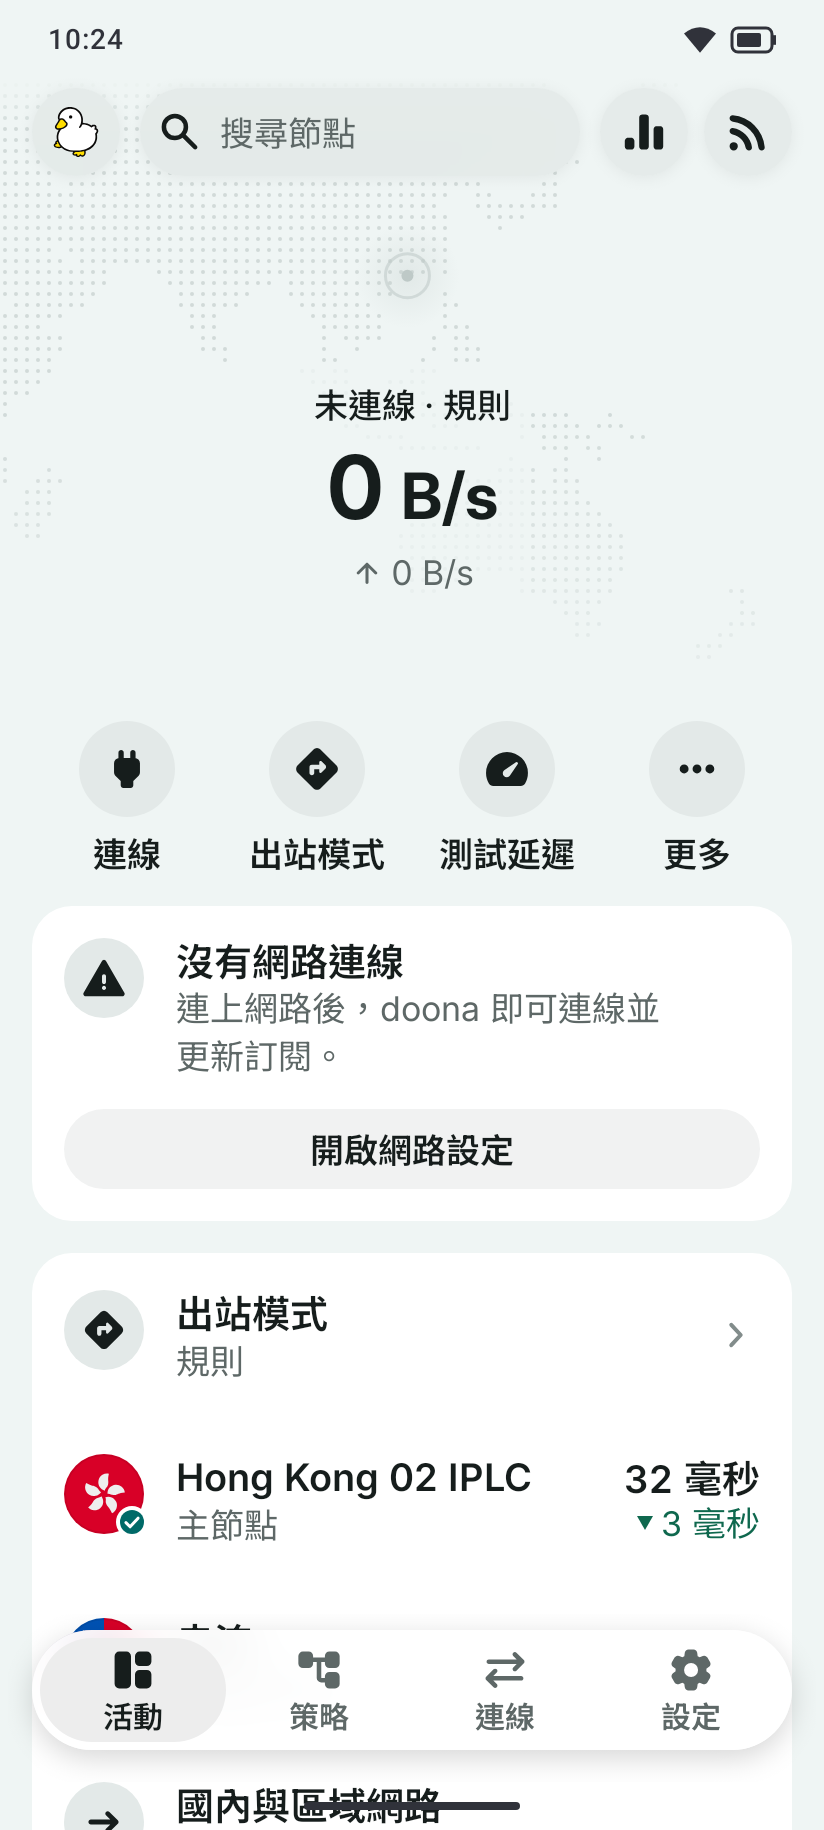 10:24
搜尋節點
未連線 · 規則
0 B/s
↑ 0 B/s
連線
出站模式
測試延遲
更多
沒有網路連線
連上網路後，doona 即可連線並
更新訂閱。
開啟網路設定
出站模式
規則
Hong Kong 02 IPLC
32 毫秒
主節點
▼3 毫秒
活動
策略
連線
設定
國內與區域網路